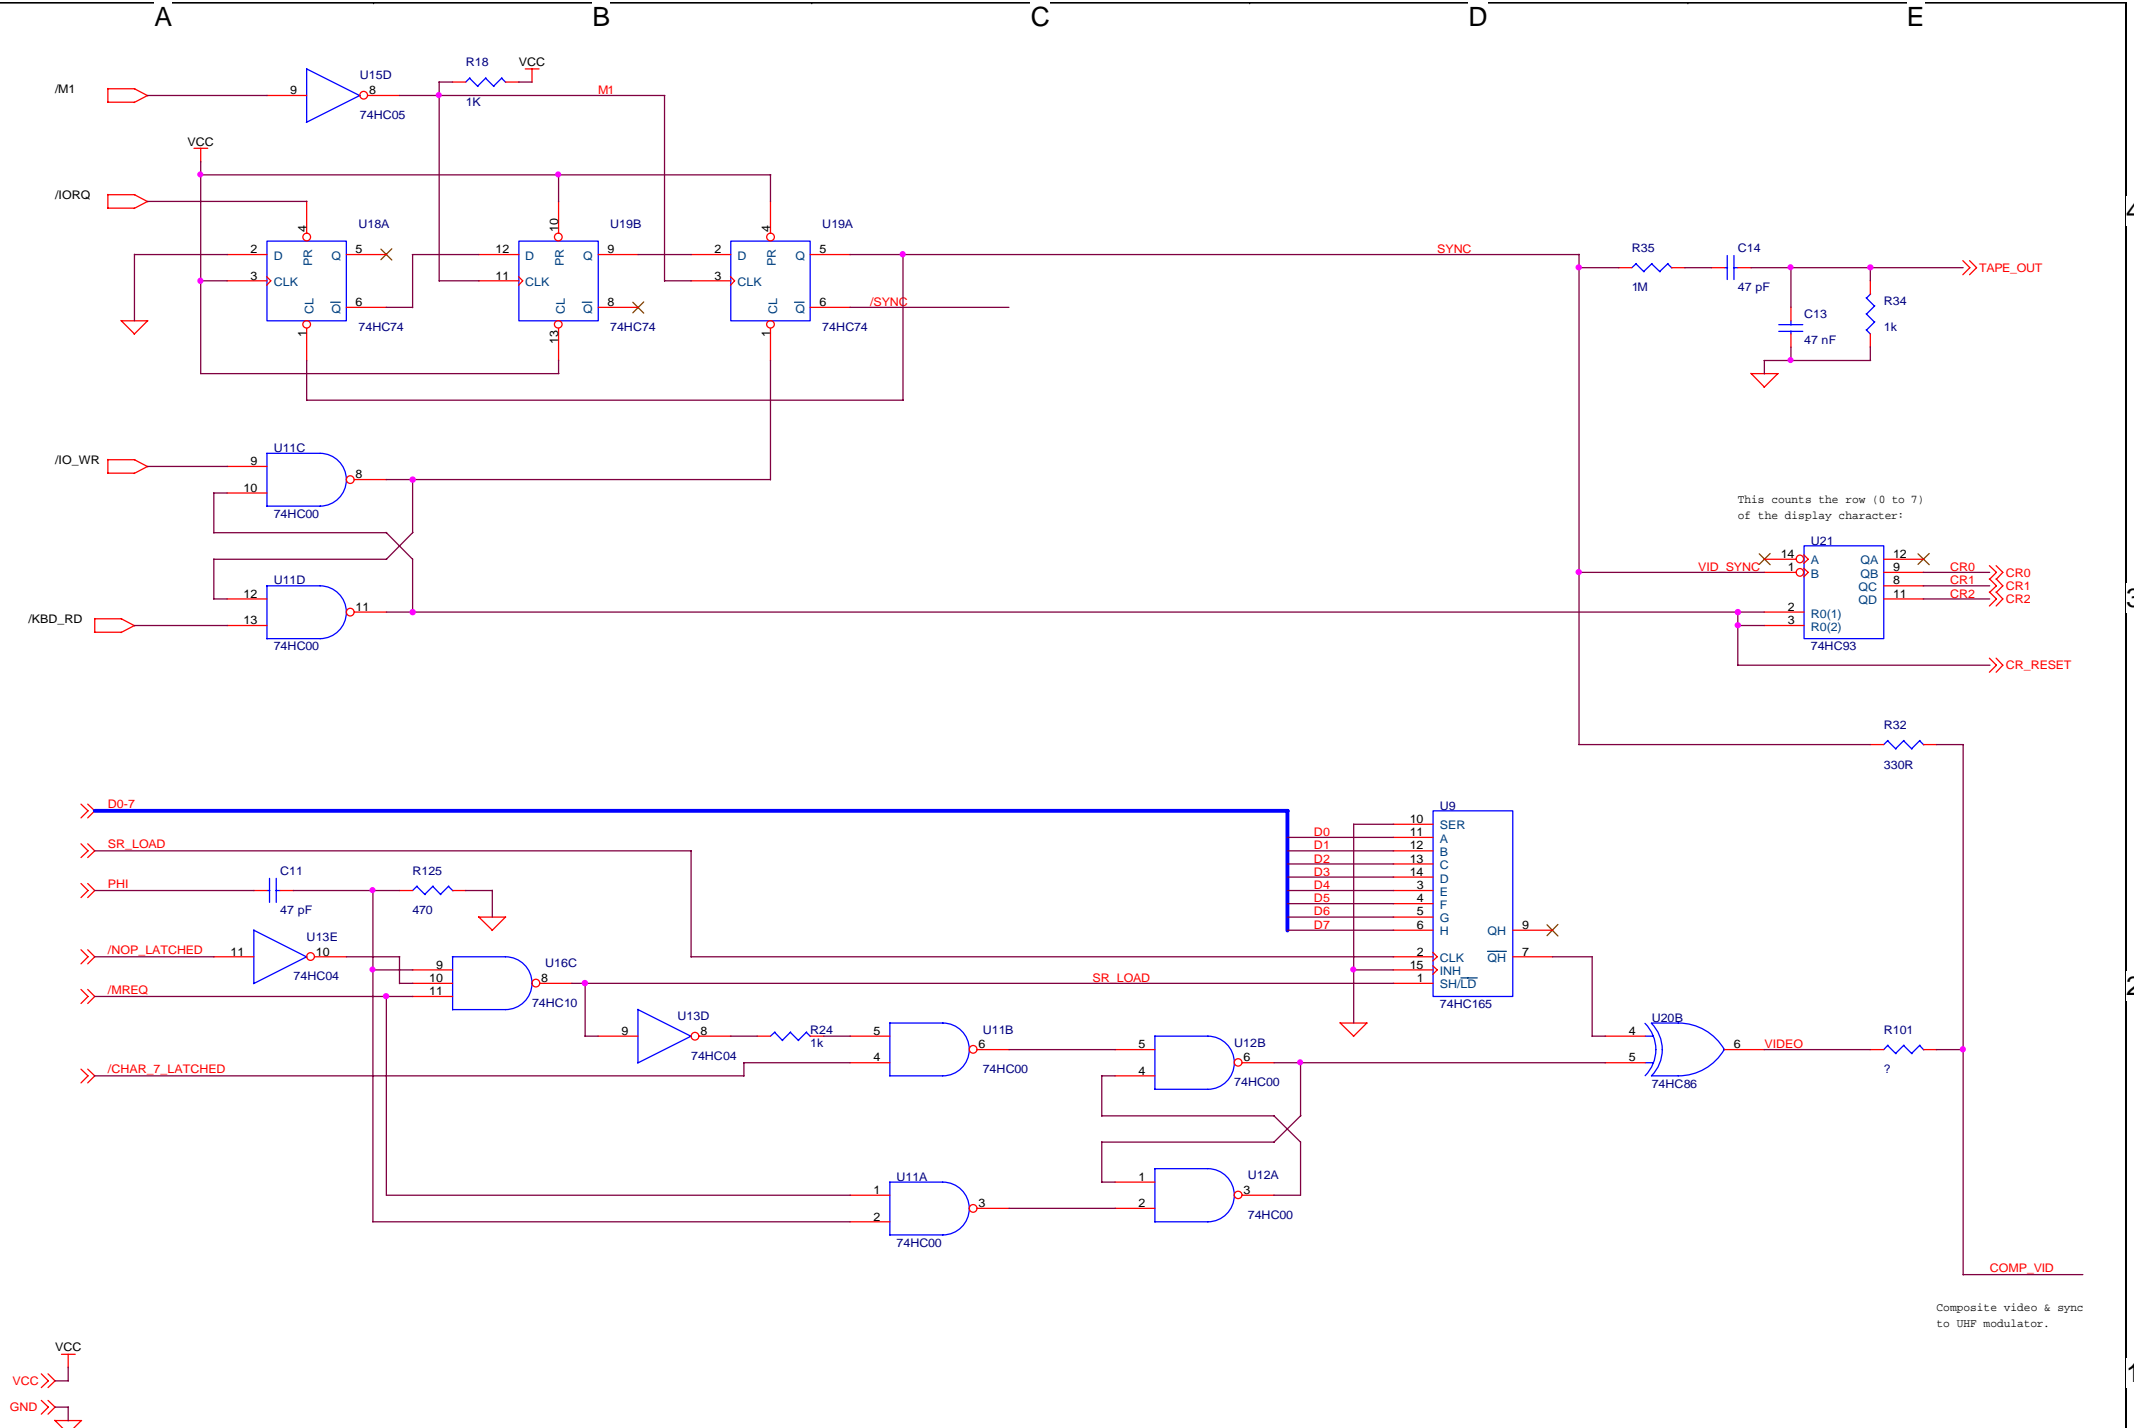 A B C D E
/M1
9
U15D
8
74HC05
R18
1K
VCC
M1
VCC
/IORQ
4
U18A
2 D PR Q 5
3 CLK
CL Q 6
1
74HC74
10
U19B
12 D PR Q 9
11 CLK
CL Q 8
13
74HC74
4
U19A
2 D PR Q 5
3 CLK
CL Q 6
1
74HC74
/SYNC
SYNC
R35
1M
C14
47 pF
TAPE_OUT
C13
47 nF
R34
1k
4
/IO_WR
U11C
9
10
8
74HC00
/KBD_RD
U11D
12
13
11
74HC00
This counts the row (0 to 7)
of the display character:
U21
VID_SYNC
14 A QA 12
1 B QB 9 CR0 CR0
QC 8 CR1 CR1
QD 11 CR2 CR2
2 R0(1)
3 R0(2)
74HC93
CR_RESET
3
R32
330R
D0-7
SR_LOAD
PHI
C11
47 pF
R125
470
/NOP_LATCHED
11
U13E
10
74HC04
/MREQ
9
10
11
U16C
8
74HC10
SR_LOAD
U9
10 SER
D0 11 A
D1 12 B
D2 13 C
D3 14 D
D4 3 E
D5 4 F
D6 5 G
D7 6 H QH 9
2 CLK QH 7
15 INH
1 SH/LD
74HC165
2
9
U13D
8
74HC04
R24
1k
/CHAR_7_LATCHED
5
4
U11B
6
74HC00
5
4
U12B
6
74HC00
U20B
4
5
6
74HC86
VIDEO
R101
?
U11A
1
2
3
74HC00
1
2
U12A
3
74HC00
COMP_VID
Composite video & sync
to UHF modulator.
VCC
VCC
GND
1